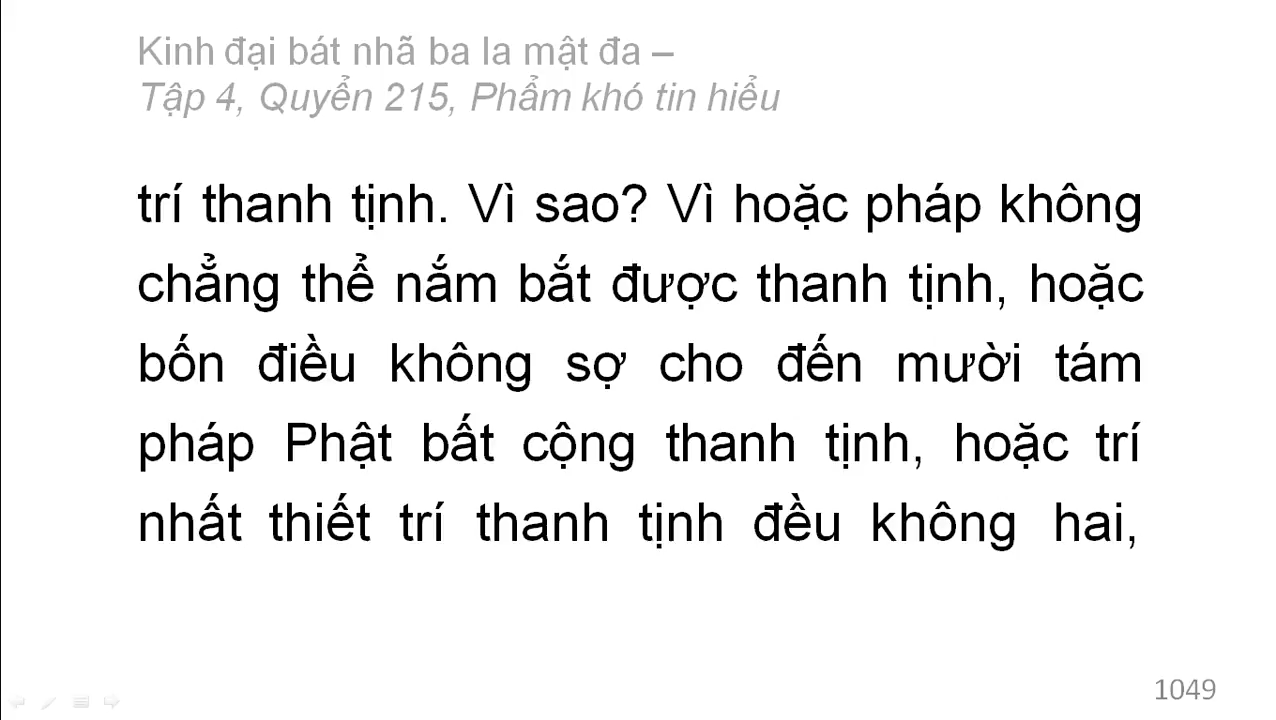 Kinh đại bát nhã ba la mật đa –
Tập 4, Quyển 215, Phẩm khó tin hiểu
trí thanh tịnh. Vì sao? Vì hoặc pháp không
chẳng thể nắm bắt được thanh tịnh, hoặc
bốn điều không sợ cho đến mười tám
pháp Phật bất cộng thanh tịnh, hoặc trí
nhất thiết trí thanh tịnh đều không hai,
1049